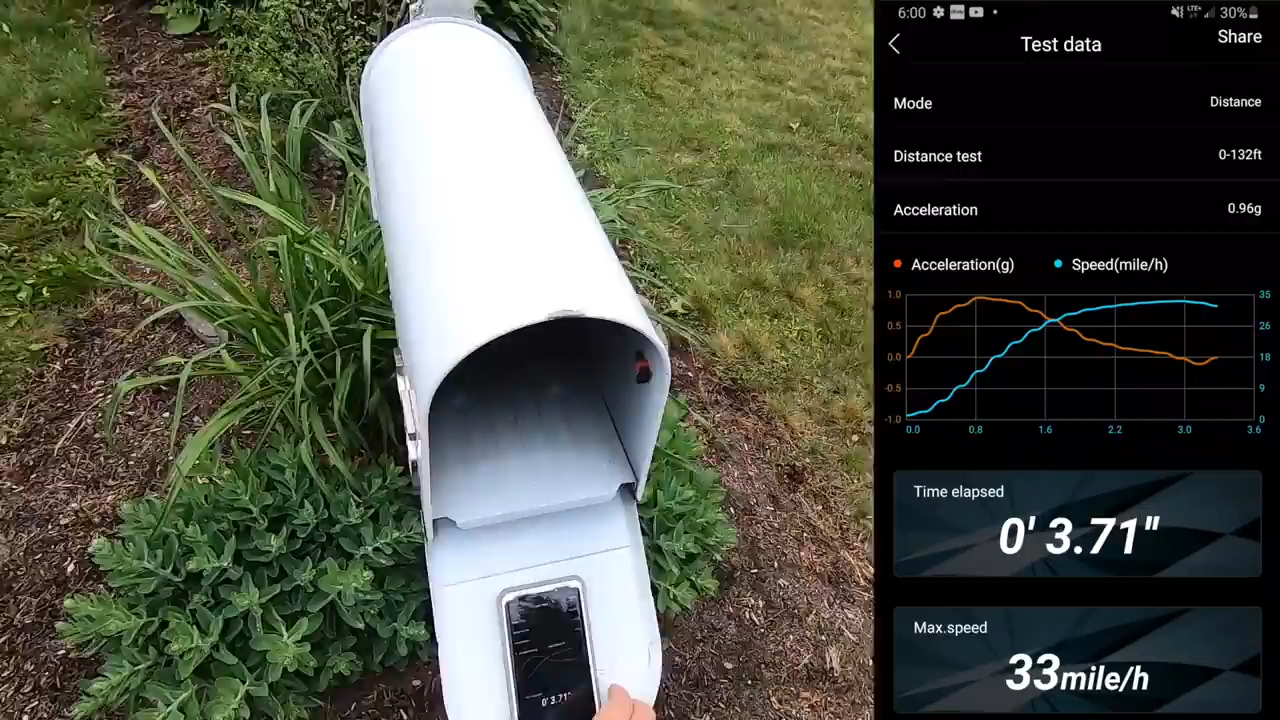 6:00 LTE+ 30%
Test data
Share
Mode Distance
Distance test 0-132ft
Acceleration 0.96g
Acceleration(g) Speed(mile/h)
1.0 35
0.5 26
0.0 18
-0.5 9
-1.0 0
0.0 0.8 1.6 2.2 3.0 3.6
Time elapsed
0' 3.71"
Max.speed
33mile/h
0' 3.71"